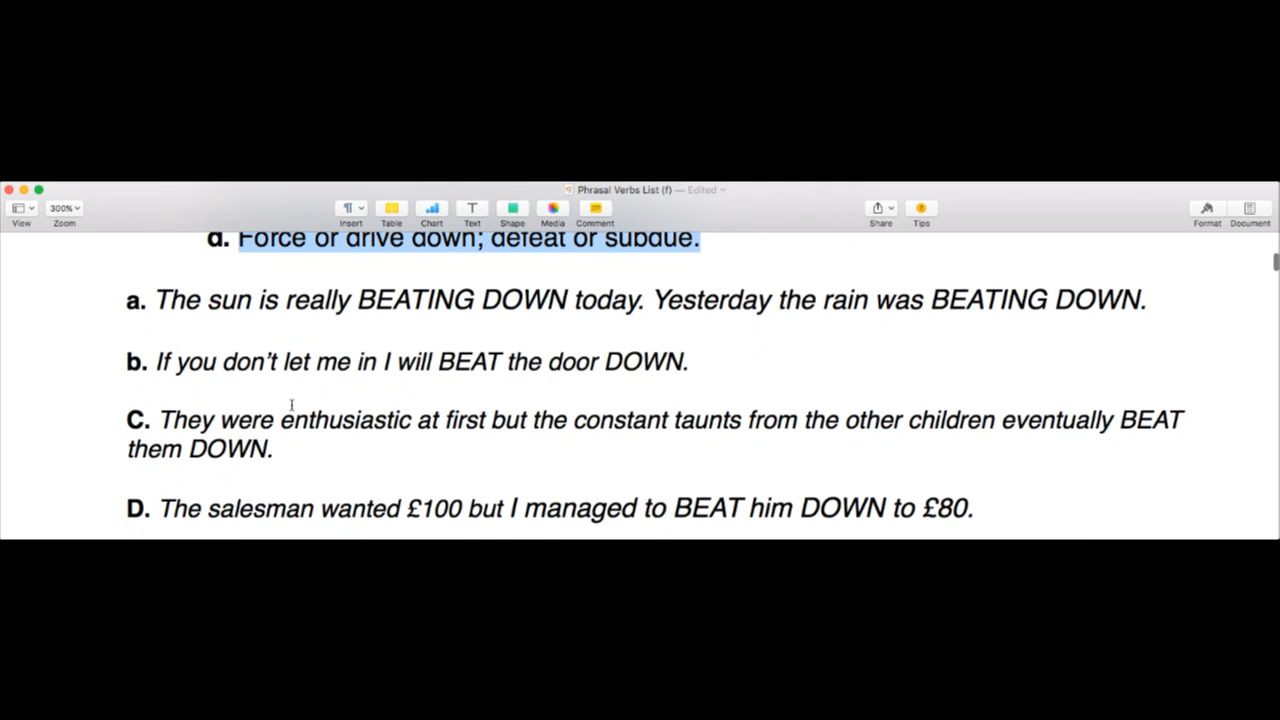 Phrasal Verbs List (f) — Edited
300%
View Zoom Insert Table Chart Text Shape Media Comment Share Tips Format Document
d. Force or drive down; defeat or subdue.
a. The sun is really BEATING DOWN today. Yesterday the rain was BEATING DOWN.
b. If you don’t let me in I will BEAT the door DOWN.
C. They were enthusiastic at first but the constant taunts from the other children eventually BEAT
them DOWN.
D. The salesman wanted £100 but I managed to BEAT him DOWN to £80.